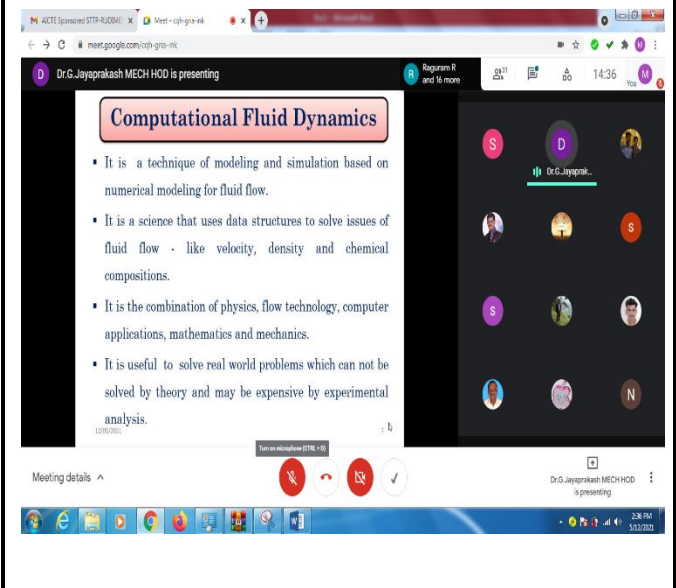 AICTE Sponsored STTP-RUDIME
Meet – cqh-gria-ink
meet.google.com/cqh-gria-ink
M
D
Dr.G.Jayaprakash MECH HOD is presenting
R
Raguram R
and 16 more
31
14:36
You
M
Computational Fluid Dynamics
▪ It is a technique of modeling and simulation based on
numerical modeling for fluid flow.
▪ It is a science that uses data structures to solve issues of
fluid flow - like velocity, density and chemical
compositions.
▪ It is the combination of physics, flow technology, computer
applications, mathematics and mechanics.
▪ It is useful to solve real world problems which can not be
solved by theory and may be expensive by experimental
analysis.
12/05/2021
S
D
Dr.G.Jayaprak...
S
S
N
Turn on microphone (CTRL + D)
Meeting details
Dr.G.Jayaprakash MECH HOD
is presenting
2:36 PM
5/12/2021